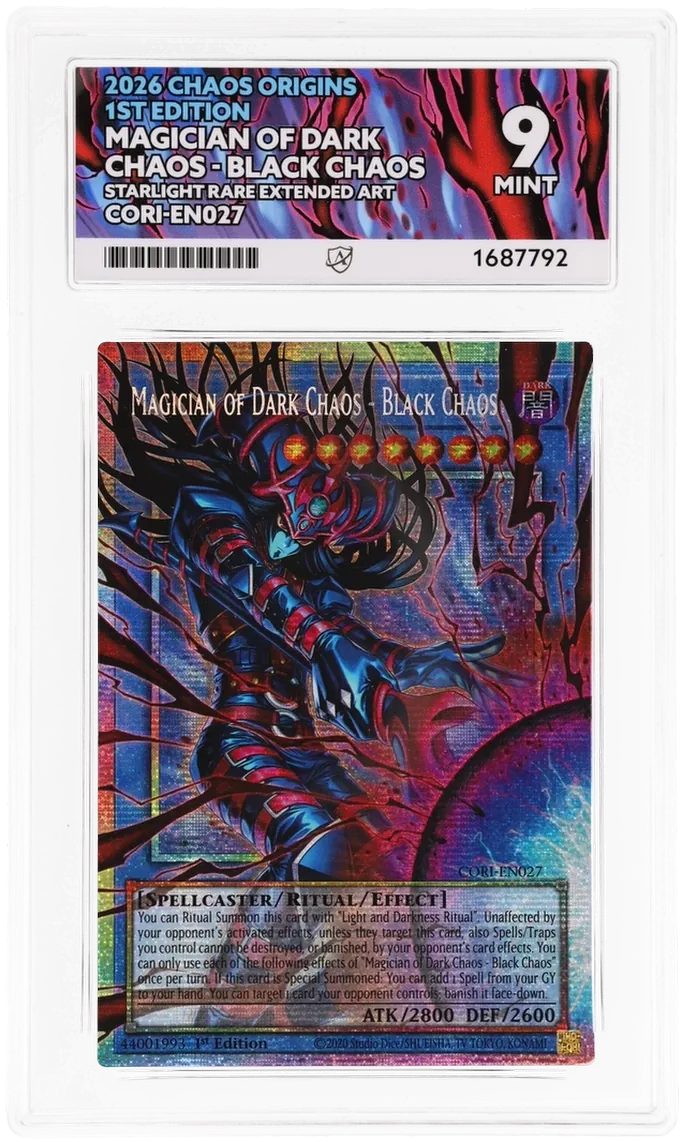 2026 CHAOS ORIGINS
1ST EDITION
MAGICIAN OF DARK
CHAOS - BLACK CHAOS
STARLIGHT RARE EXTENDED ART
CORI-EN027
9
MINT
1687792
MAGICIAN OF DARK CHAOS - BLACK CHAOS
DARK
闇
CORI-EN027
[SPELLCASTER/RITUAL/EFFECT]
You can Ritual Summon this card with "Light and Darkness Ritual". Unaffected by
your opponent's activated effects, unless they target this card, also Spells/Traps
you control cannot be destroyed, or banished, by your opponent's card effects. You
can only use each of the following effects of "Magician of Dark Chaos - Black Chaos"
once per turn. If this card is Special Summoned: You can add 1 Spell from your GY
to your hand. You can target 1 card your opponent controls; banish it face-down.
ATK/2800 DEF/2600
44001993 1st Edition
©2020 Studio Dice/SHUEISHA, TV TOKYO, KONAMI